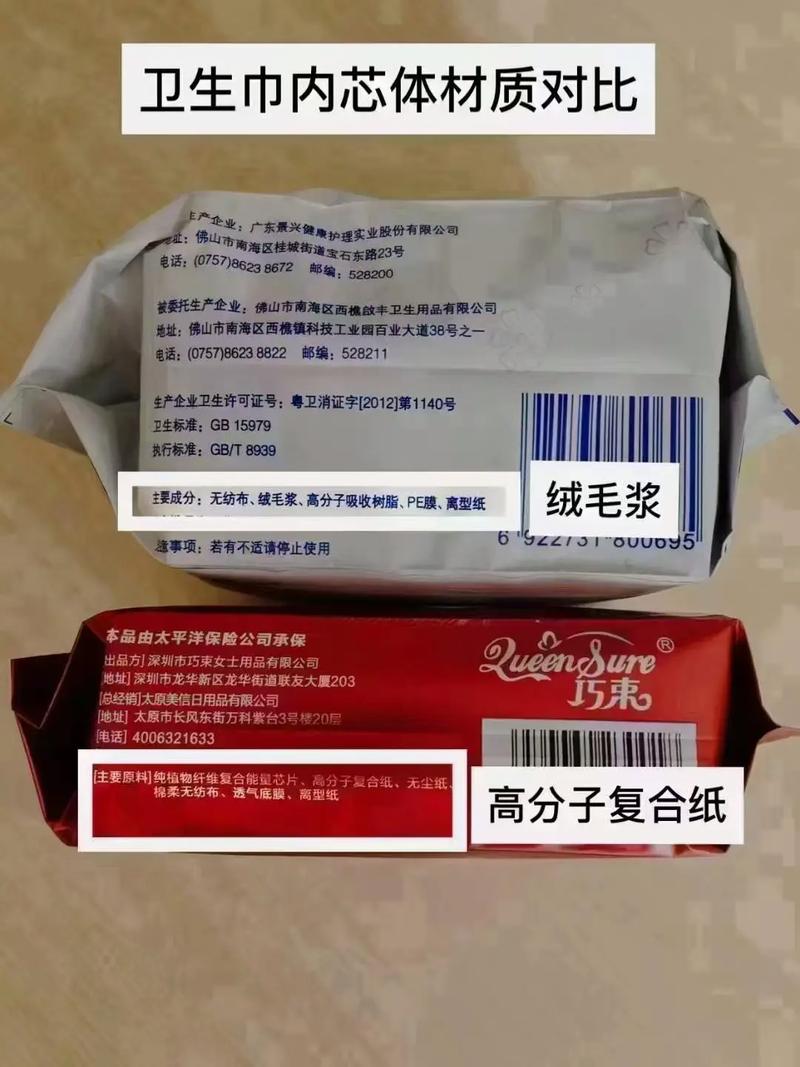 卫生巾内芯体材质对比
生产企业：广东景兴健康护理实业股份有限公司
地址：佛山市南海区桂城街道宝石东路23号
电话：(0757)8623 8672 邮编：528200
被委托生产企业：佛山市南海区西樵啟丰卫生用品有限公司
地址：佛山市南海区西樵镇科技工业园百业大道38号之一
电话：(0757)8623 8822 邮编：528211
生产企业卫生许可证号：粤卫消证字[2012]第1140号
卫生标准：GB 15979
执行标准：GB/T 8939
主要成分：无纺布、绒毛浆、高分子吸收树脂、PE膜、离型纸
绒毛浆
意事项：若有不适请停止使用
6 922731 800695
本品由太平洋保险公司承保
出品方]深圳市巧束女士用品有限公司
[地址]深圳市龙华新区龙华街道联友大厦203
[总经销]太原美信日用品有限公司
[地址]太原市长风东街万科紫台3号楼20层
[电话]4006321633
QueenSure®
巧束
[主要原料]纯植物纤维复合能量芯片、高分子复合纸、无尘纸、
棉柔无纺布、透气底膜、离型纸
高分子复合纸